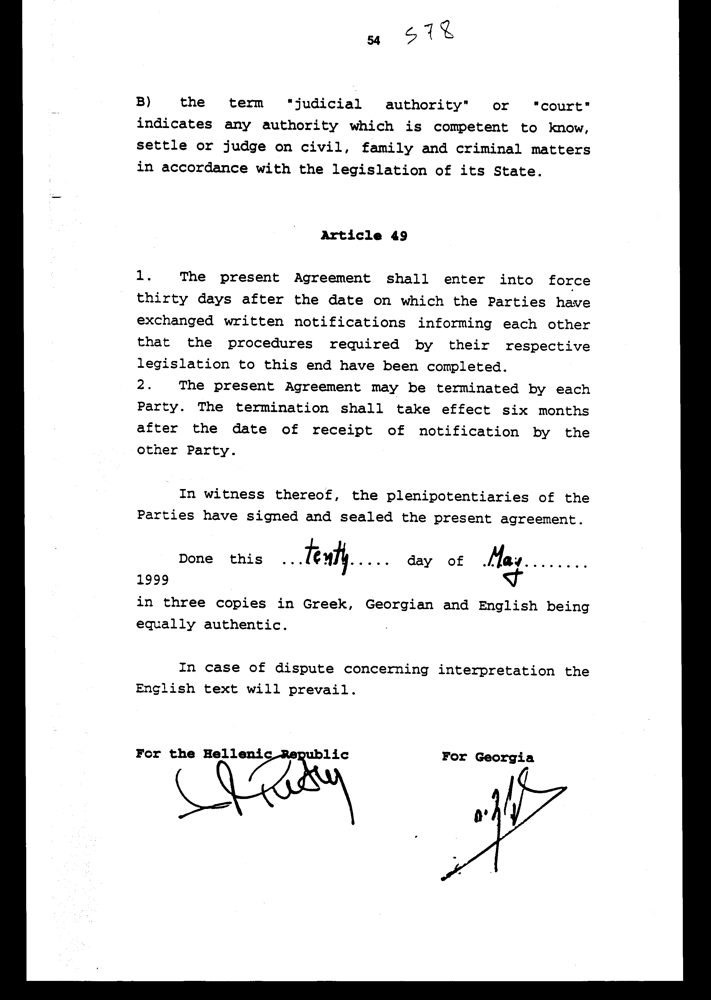 54 578
B) the term "judicial authority" or "court"
indicates any authority which is competent to know,
settle or judge on civil, family and criminal matters
in accordance with the legislation of its State.
Article 49
1. The present Agreement shall enter into force
thirty days after the date on which the Parties have
exchanged written notifications informing each other
that the procedures required by their respective
legislation to this end have been completed.
2. The present Agreement may be terminated by each
Party. The termination shall take effect six months
after the date of receipt of notification by the
other Party.
In witness thereof, the plenipotentiaries of the
Parties have signed and sealed the present agreement.
Done this ...tenth..... day of .May.........
1999
in three copies in Greek, Georgian and English being
equally authentic.
In case of dispute concerning interpretation the
English text will prevail.
For the Hellenic Republic For Georgia